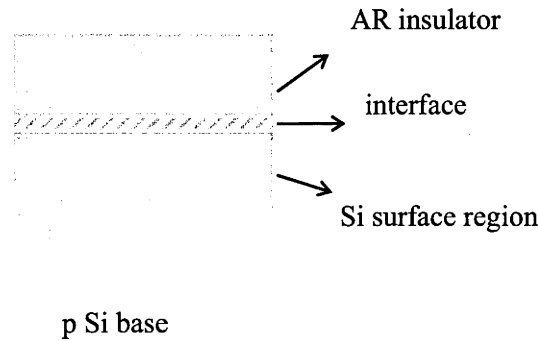 AR insulator
interface
Si surface region
p Si base